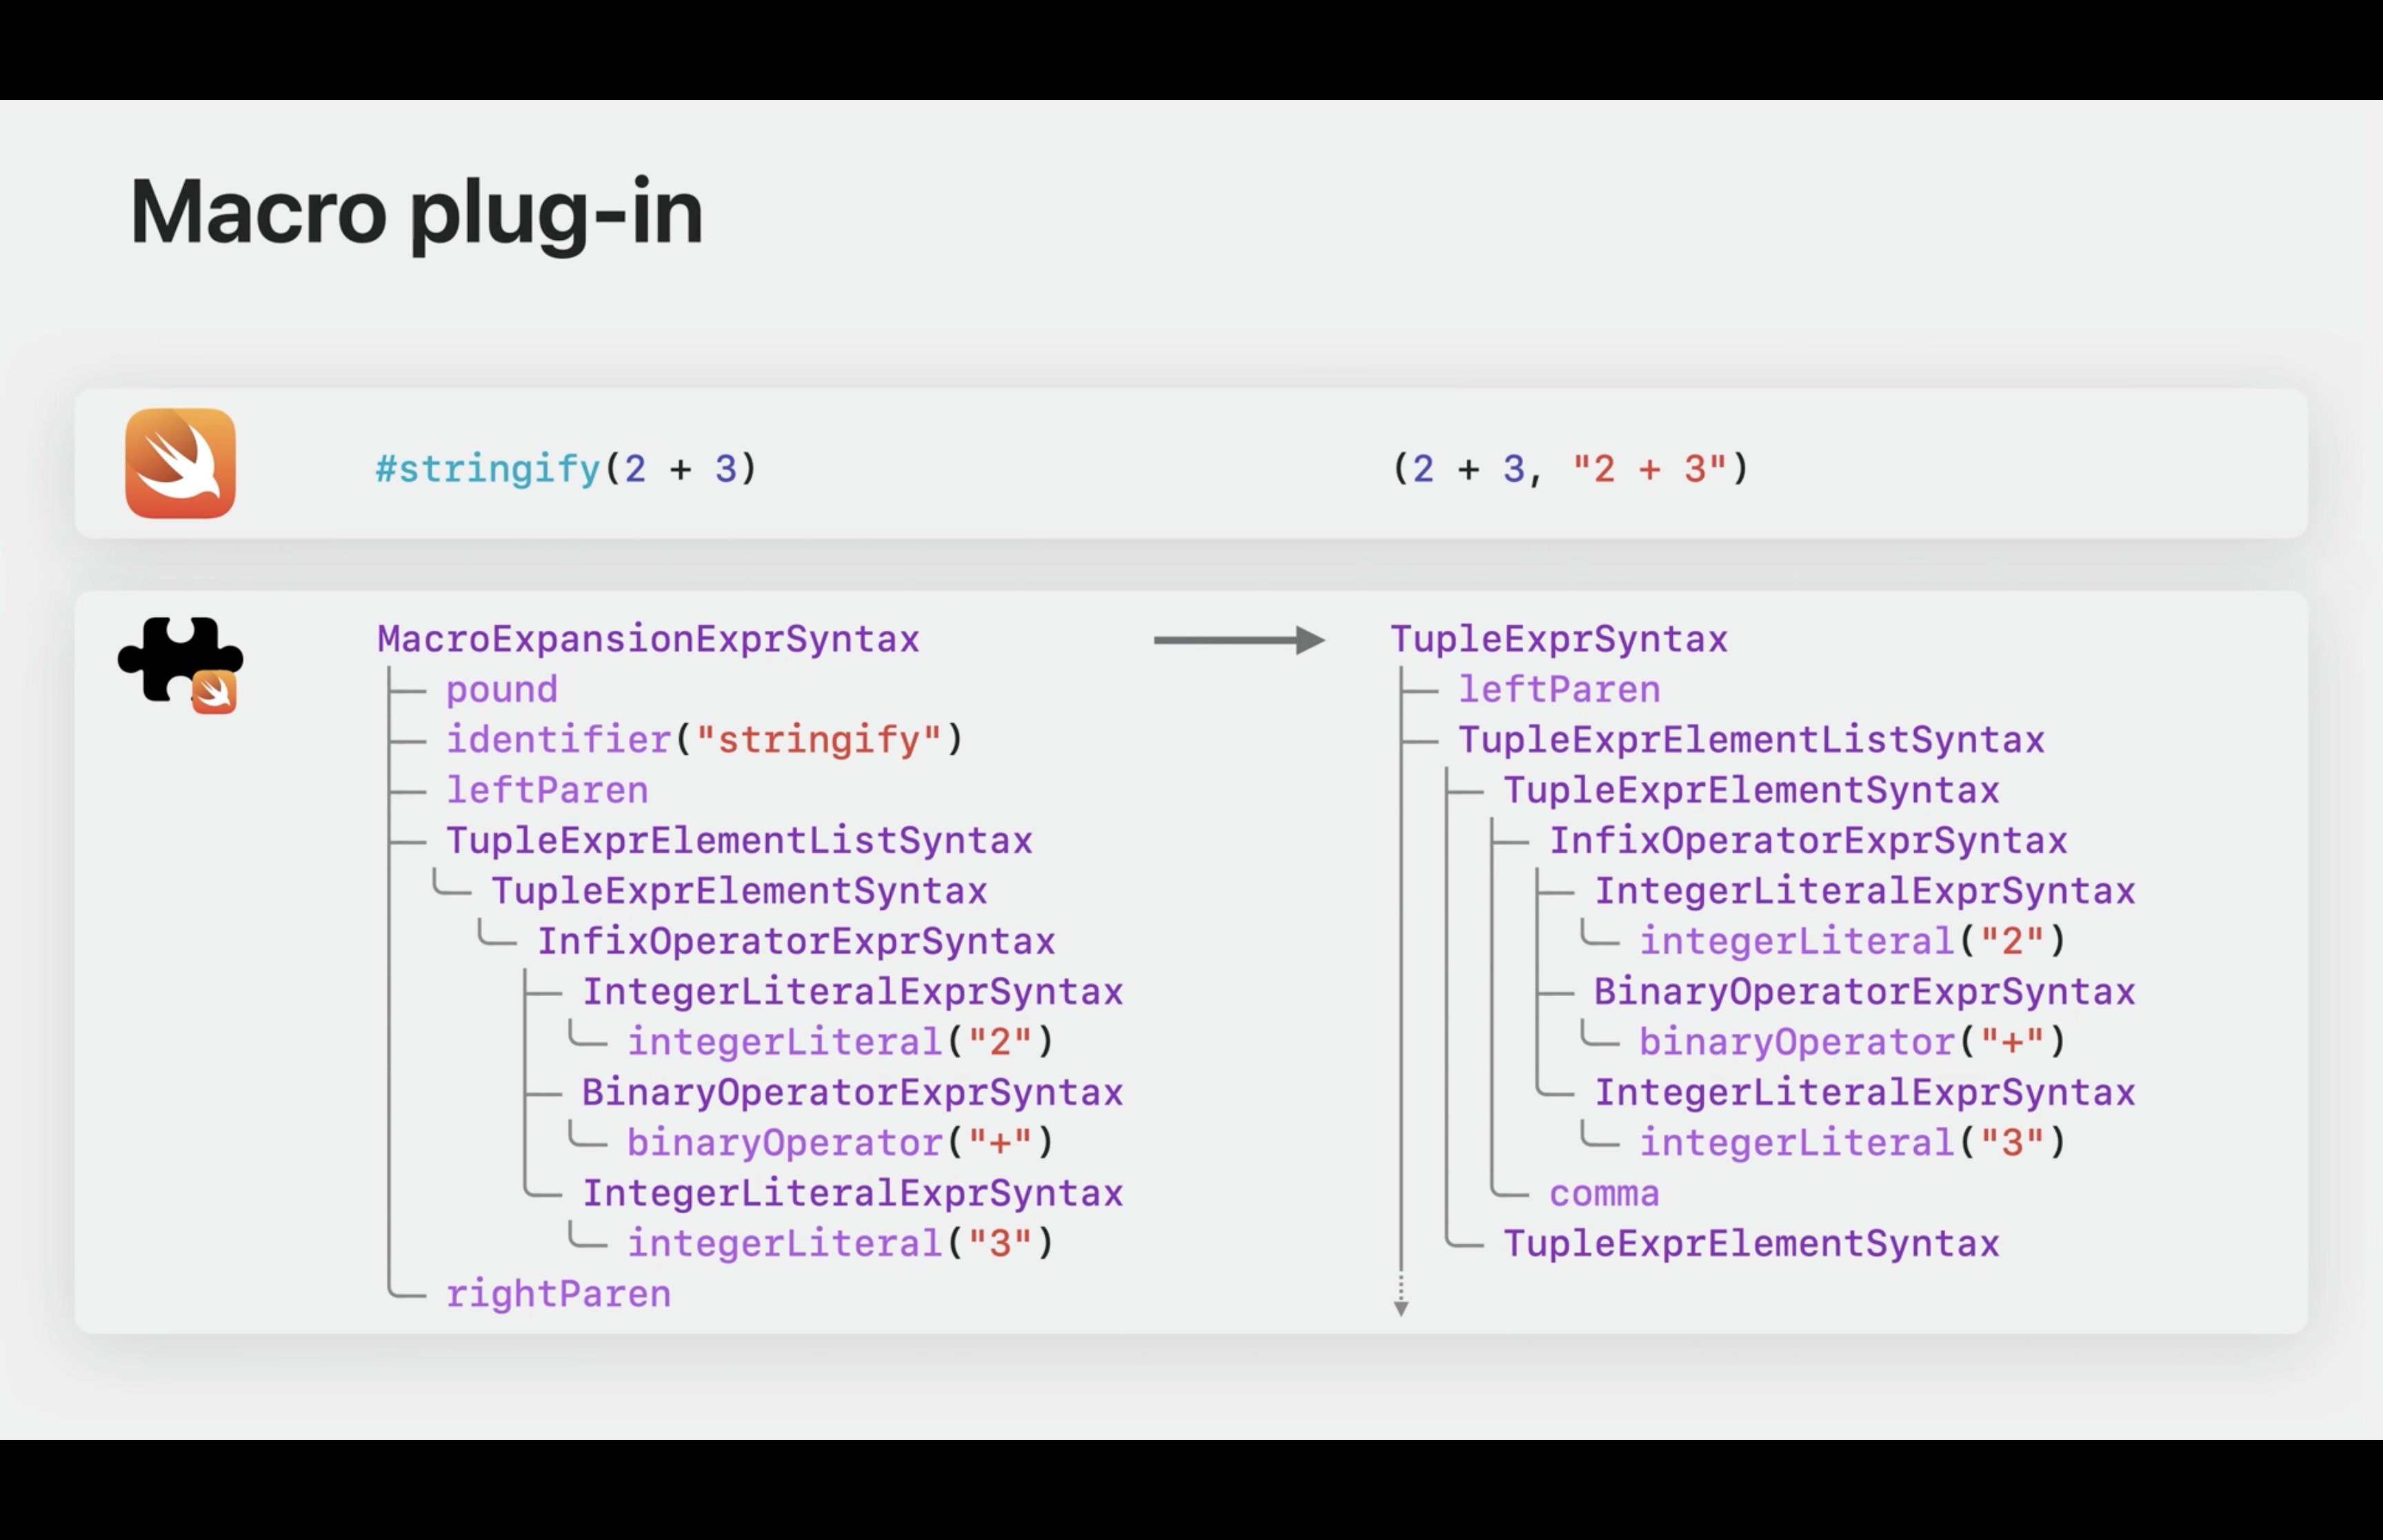 Macro plug-in
#stringify(2 + 3)
(2 + 3, "2 + 3")
MacroExpansionExprSyntax
pound
identifier("stringify")
leftParen
TupleExprElementListSyntax
TupleExprElementSyntax
InfixOperatorExprSyntax
IntegerLiteralExprSyntax
integerLiteral("2")
BinaryOperatorExprSyntax
binaryOperator("+")
IntegerLiteralExprSyntax
integerLiteral("3")
rightParen
TupleExprSyntax
leftParen
TupleExprElementListSyntax
TupleExprElementSyntax
InfixOperatorExprSyntax
IntegerLiteralExprSyntax
integerLiteral("2")
BinaryOperatorExprSyntax
binaryOperator("+")
IntegerLiteralExprSyntax
integerLiteral("3")
comma
TupleExprElementSyntax